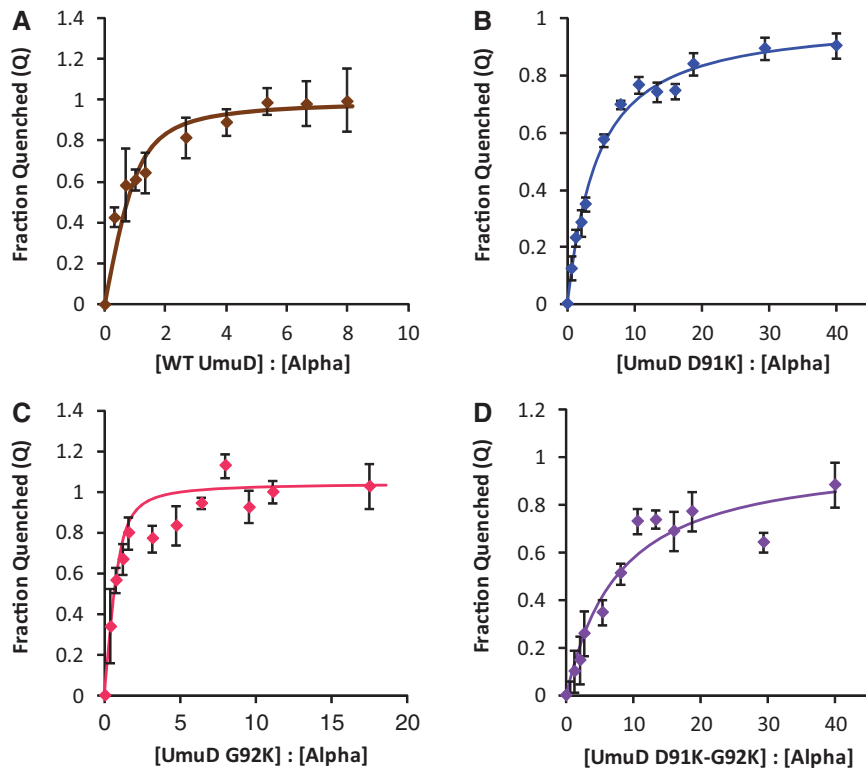 A
1.4
1.2
1
0.8
0.6
0.4
0.2
0
Fraction Quenched (Q)
0 2 4 6 8 10
[WT UmuD] : [Alpha]
B
1
0.8
0.6
0.4
0.2
0
Fraction Quenched (Q)
0 10 20 30 40
[UmuD D91K] : [Alpha]
C
1.4
1.2
1
0.8
0.6
0.4
0.2
0
Fraction Quenched (Q)
0 5 10 15 20
[UmuD G92K] : [Alpha]
D
1.2
1
0.8
0.6
0.4
0.2
0
Fraction Quenched (Q)
0 10 20 30 40
[UmuD D91K-G92K] : [Alpha]